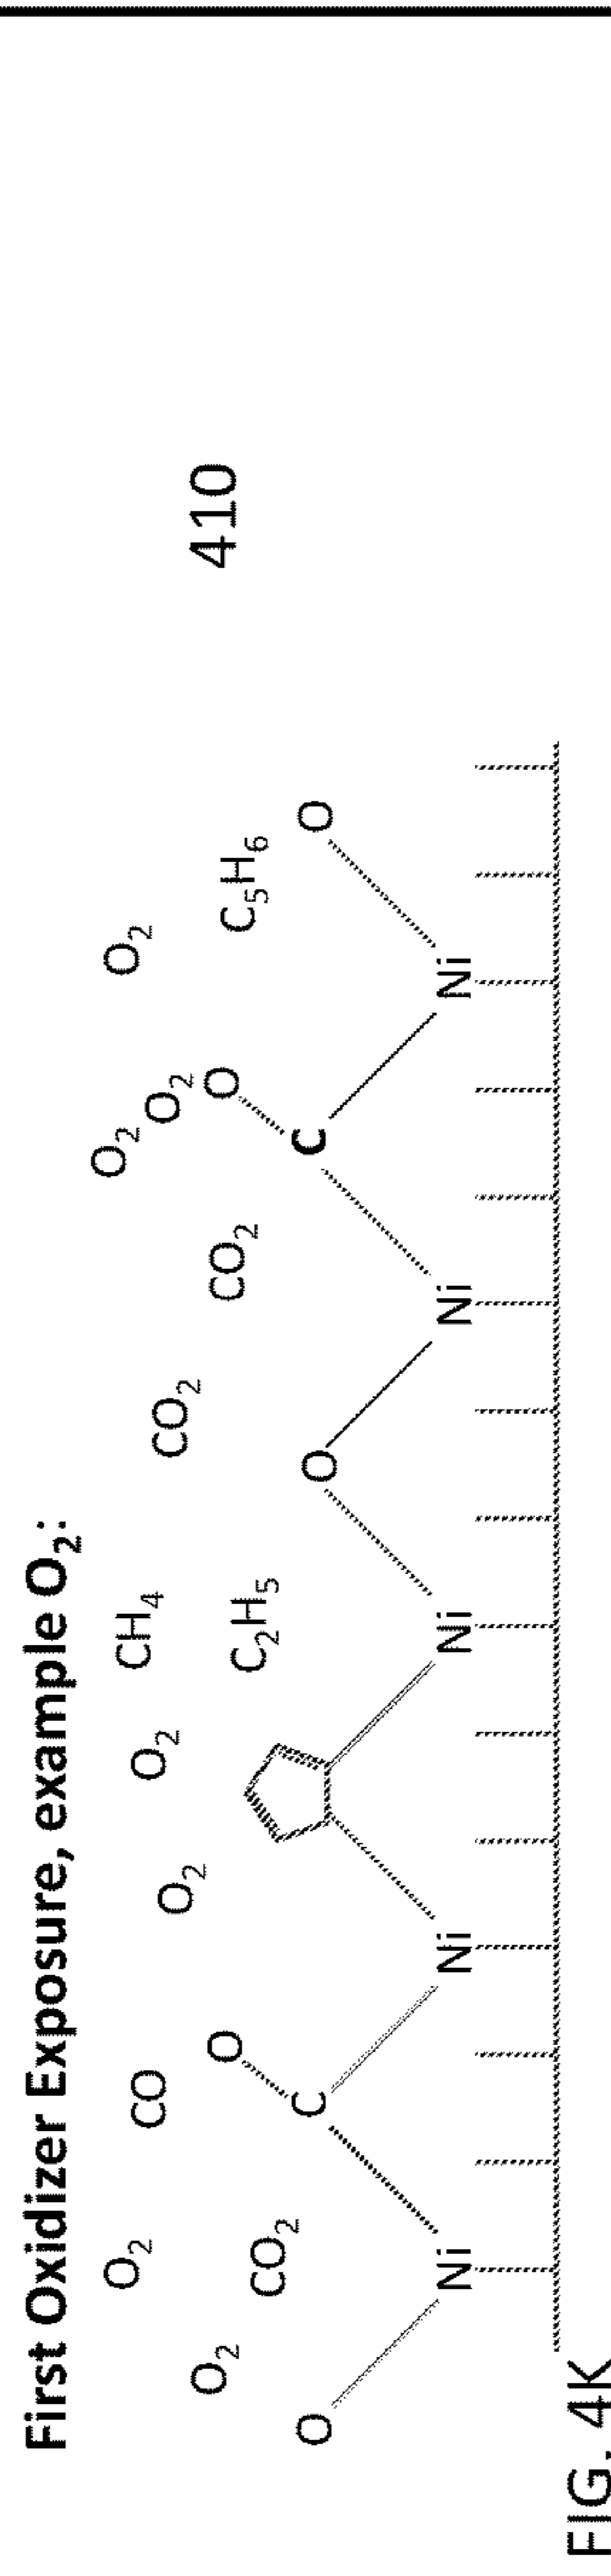 First Oxidizer Exposure, example O₂:
O₂ CO O₂ CH₄ O₂ O₂
O₂ O₂ CO₂ O₂
CO₂ O C₂H₅ CO₂ O C₅H₆
O C O C O
Ni Ni Ni Ni Ni
410
FIG. 4K